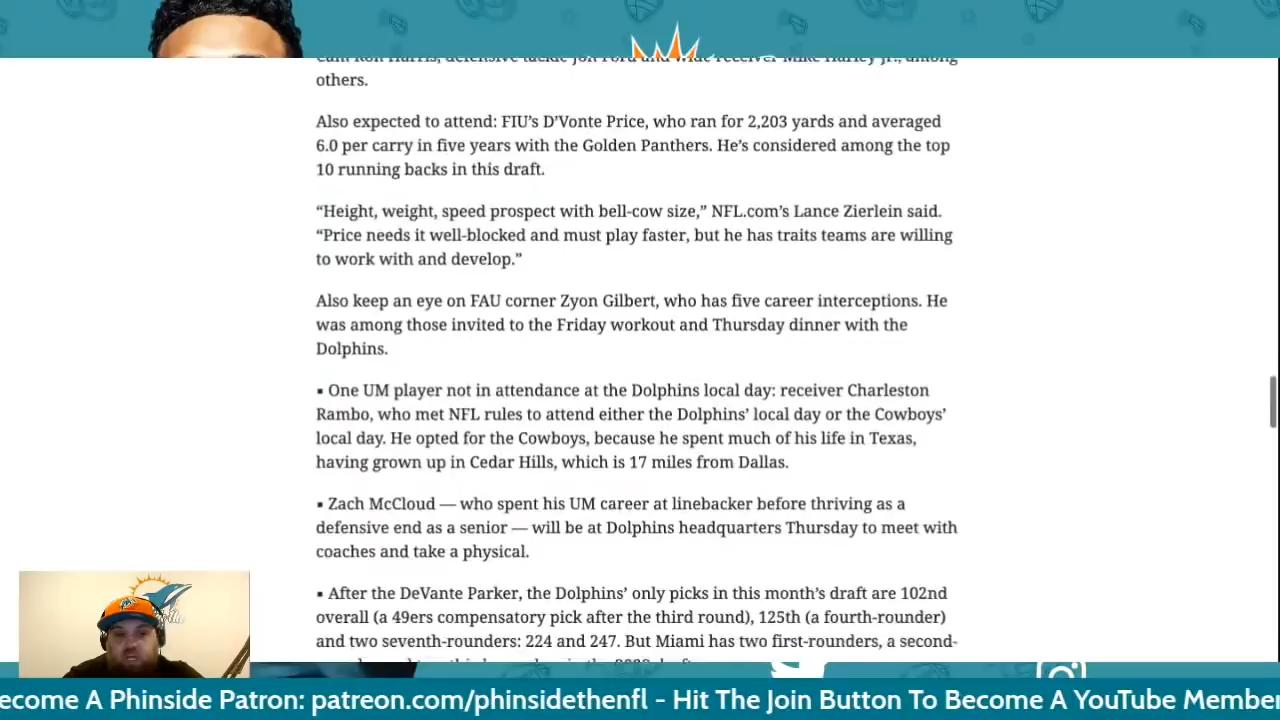 others.
Also expected to attend: FIU's D'Vonte Price, who ran for 2,203 yards and averaged
6.0 per carry in five years with the Golden Panthers. He's considered among the top
10 running backs in this draft.
“Height, weight, speed prospect with bell-cow size,” NFL.com's Lance Zierlein said.
“Price needs it well-blocked and must play faster, but he has traits teams are willing
to work with and develop.”
Also keep an eye on FAU corner Zyon Gilbert, who has five career interceptions. He
was among those invited to the Friday workout and Thursday dinner with the
Dolphins.
▪ One UM player not in attendance at the Dolphins local day: receiver Charleston
Rambo, who met NFL rules to attend either the Dolphins' local day or the Cowboys'
local day. He opted for the Cowboys, because he spent much of his life in Texas,
having grown up in Cedar Hills, which is 17 miles from Dallas.
▪ Zach McCloud — who spent his UM career at linebacker before thriving as a
defensive end as a senior — will be at Dolphins headquarters Thursday to meet with
coaches and take a physical.
▪ After the DeVante Parker, the Dolphins' only picks in this month's draft are 102nd
overall (a 49ers compensatory pick after the third round), 125th (a fourth-rounder)
and two seventh-rounders: 224 and 247. But Miami has two first-rounders, a second-
ecome A Phinside Patron: patreon.com/phinsidethenfl - Hit The Join Button To Become A YouTube Member